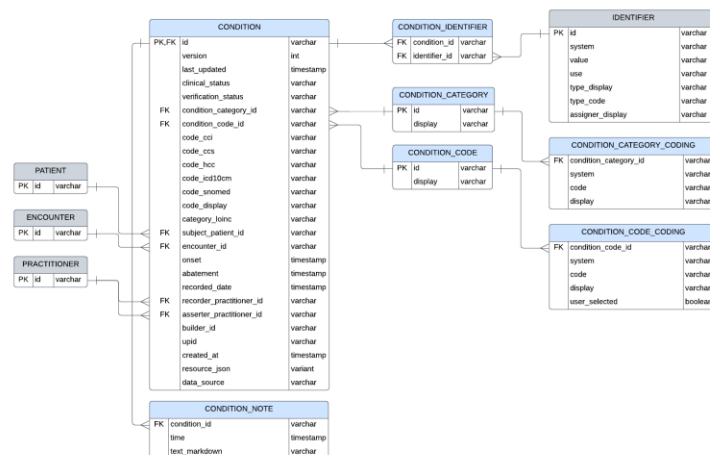 CONDITION
PK,FK id varchar
version int
last_updated timestamp
clinical_status varchar
verification_status varchar
FK condition_category_id varchar
FK condition_code_id varchar
code_cci varchar
code_ccs varchar
code_hcc varchar
code_icd10cm varchar
code_snomed varchar
code_display varchar
category_loinc varchar
FK subject_patient_id varchar
FK encounter_id varchar
onset timestamp
abatement timestamp
recorded_date timestamp
FK recorder_practitioner_id varchar
FK asserter_practitioner_id varchar
builder_id varchar
upid varchar
created_at timestamp
resource_json variant
data_source varchar
CONDITION_NOTE
FK condition_id varchar
time timestamp
text_markdown varchar
PATIENT
PK id varchar
ENCOUNTER
PK id varchar
PRACTITIONER
PK id varchar
CONDITION_IDENTIFIER
FK condition_id varchar
FK identifier_id varchar
CONDITION_CATEGORY
PK id varchar
display varchar
CONDITION_CODE
PK id varchar
display varchar
IDENTIFIER
PK id varchar
system varchar
value varchar
use varchar
type_display varchar
type_code varchar
assigner_display varchar
CONDITION_CATEGORY_CODING
FK condition_category_id varchar
system varchar
code varchar
display varchar
CONDITION_CODE_CODING
FK condition_code_id varchar
system varchar
code varchar
display varchar
user_selected boolear